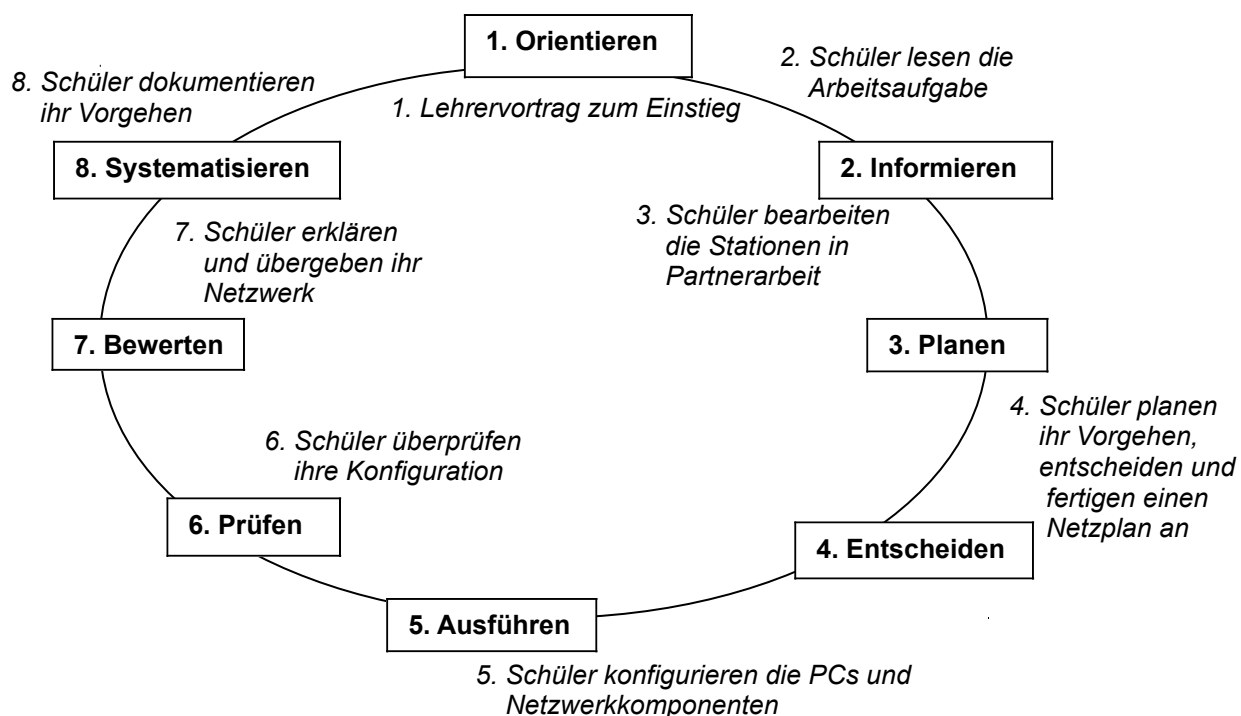 1. Orientieren
2. Schüler lesen die
Arbeitsaufgabe
8. Schüler dokumentieren
ihr Vorgehen
1. Lehrervortrag zum Einstieg
8. Systematisieren
2. Informieren
3. Schüler bearbeiten
die Stationen in
Partnerarbeit
7. Schüler erklären
und übergeben ihr
Netzwerk
7. Bewerten
3. Planen
4. Schüler planen
ihr Vorgehen,
entscheiden und
fertigen einen
Netzplan an
6. Schüler überprüfen
ihre Konfiguration
6. Prüfen
4. Entscheiden
5. Ausführen
5. Schüler konfigurieren die PCs und
Netzwerkkomponenten